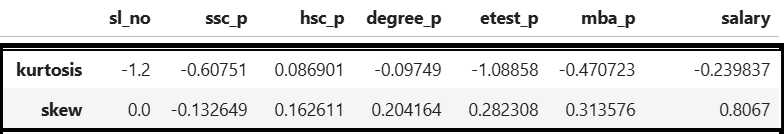 sl_no ssc_p hsc_p degree_p etest_p mba_p salary
kurtosis -1.2 -0.60751 0.086901 -0.09749 -1.08858 -0.470723 -0.239837
skew 0.0 -0.132649 0.162611 0.204164 0.282308 0.313576 0.8067